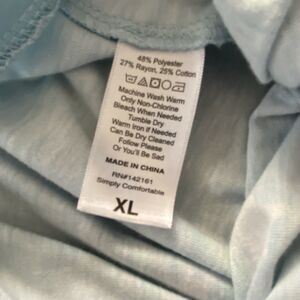 48% Polyester
27% Rayon, 25% Cotton
Machine Wash Warm
Only Non-Chlorine
Bleach When Needed
Tumble Dry
Warm Iron If Needed
Can Be Dry Cleaned
Follow Please
Or You'll Be Sad
MADE IN CHINA
RN#142161
Simply Comfortable
XL